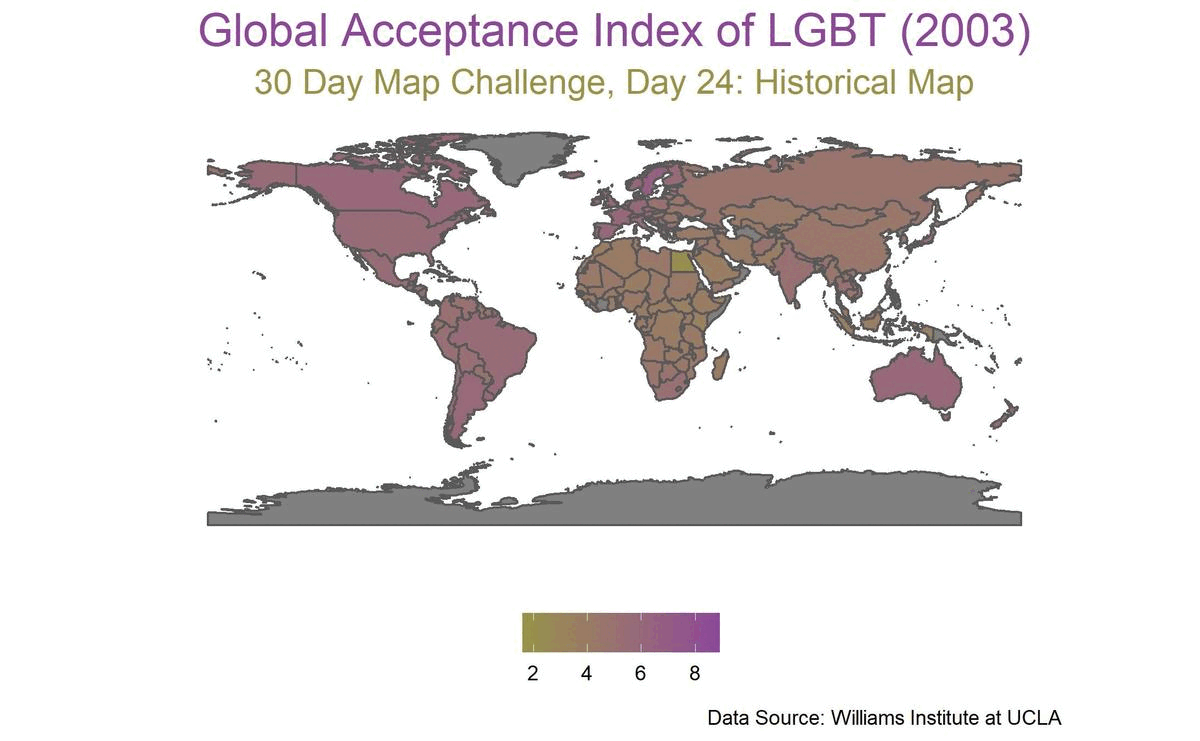 Global Acceptance Index of LGBT (2003)
30 Day Map Challenge, Day 24: Historical Map
2 4 6 8
Data Source: Williams Institute at UCLA